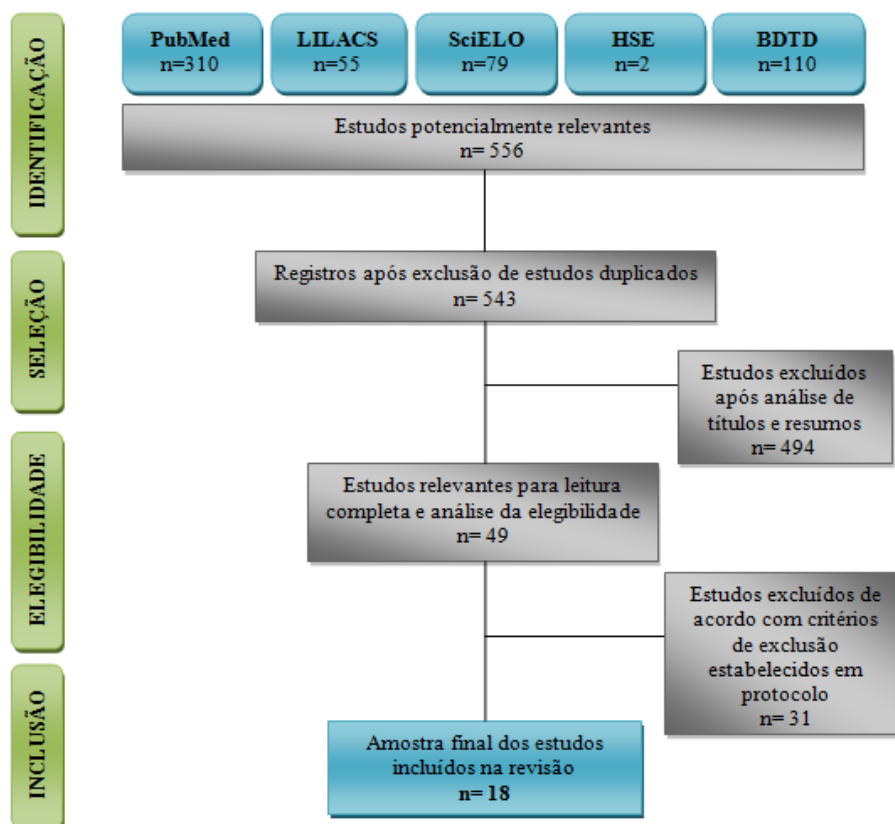 IDENTIFICAÇÃO
PubMed
n=310
LILACS
n=55
SciELO
n=79
HSE
n=2
BDTD
n=110
Estudos potencialmente relevantes
n= 556
SELEÇÃO
Registros após exclusão de estudos duplicados
n= 543
Estudos excluídos
após análise de
títulos e resumos
n= 494
ELEGIBILIDADE
Estudos relevantes para leitura
completa e análise da elegibilidade
n= 49
Estudos excluídos de
acordo com critérios
de exclusão
estabelecidos em
protocolo
n= 31
INCLUSÃO
Amostra final dos estudos
incluídos na revisão
n= 18